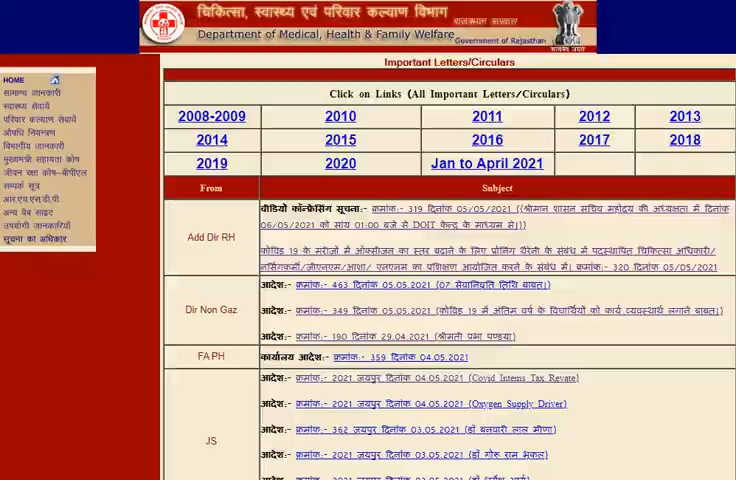 चिकित्सा, स्वास्थ्य एवं परिवार कल्याण विभाग राजस्थान सरकार
Department of Medical, Health & Family Welfare Government of Rajasthan
सत्यमेव जयते
HOME
सामान्य जानकारी
स्वास्थ्य सेवायें
परिवार कल्याण सेवायें
औषधि नियन्त्रण
विभागीय जानकारी
मुख्यमंत्री सहायता कोष
जीवन रक्षा कोष-बीपीएल
सम्पर्क सूत्र
आर.एच.एस.डी.पी.
अन्य वैब साइट
उपयोगी जानकारियाँ
सूचना का अधिकार
Important Letters/Circulars
Click on Links (All Important Letters/Circulars)
2008-2009 2010 2011 2012 2013
2014 2015 2016 2017 2018
2019 2020 Jan to April 2021
From Subject
Add Dir RH
वीडियों कॉन्फ्रेंसिंग सूचना:- क्रमांक:- 319 दिनांक 05/05/2021 ((श्रीमान शासन सचिव महोदय की अध्यक्षता में दिनांक
06/05/2021 को सांय 01:00 बजे से DOIT केन्द्र के माध्यम से।))
कोविड 19 के मरीजों में ऑक्सीजन का स्तर बढाने के लिए प्रोनिंग थैरेनी के संबंध में पदस्थापित चिकित्सा अधिकारी/
नर्सिंगकर्मी/जीएनएम/आशा/ एनएनम का प्रशिक्षण आयोजित करने के संबंध में। क्रमांक:- 320 दिनांक 05/05/2021
Dir Non Gaz
आदेश:- क्रमांक:- 463 दिनांक 05.05.2021 (07 सेवानिवृति तिथि बाबत।)
आदेश:- क्रमांक:- 349 दिनांक 05.05.2021 (कोविड 19 में अंतिम वर्ष के विद्यार्थियों को कार्य व्यवस्थार्थ लगाने बाबत।)
आदेश:- क्रमांक:- 190 दिनांक 29.04.2021 (श्रीमती प्रभा पण्डया)
FA PH कार्यालय आदेश:- क्रमांक:- 359 दिनांक 04.05.2021
JS
आदेश:- क्रमांक:- 2021 जयपुर दिनांक 04.05.2021 (Covid Interns Tax Revate)
आदेश:- क्रमांक:- 2021 जयपुर दिनांक 04.05.2021 (Oxygen Supply Driver)
आदेश:- क्रमांक:- 362 जयपुर दिनांक 03.05.2021 (डॉ बनवारी लाल मीणा)
आदेश:- क्रमांक:- 2021 जयपुर दिनांक 03.05.2021 (डॉ गोरु राम भूकल)